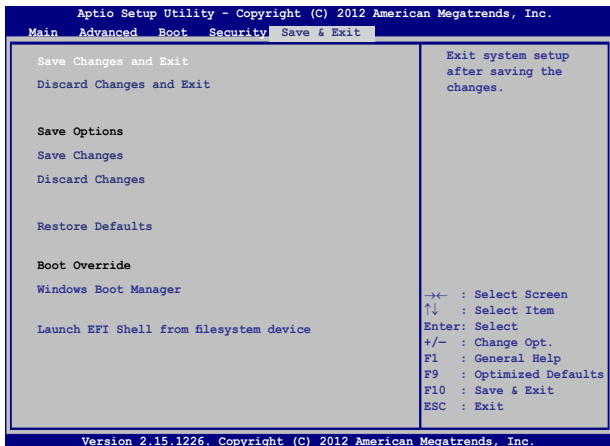 Aptio Setup Utility - Copyright (C) 2012 American Megatrends, Inc.
Main Advanced Boot Security Save & Exit
Save Changes and Exit
Discard Changes and Exit
Save Options
Save Changes
Discard Changes
Restore Defaults
Boot Override
Windows Boot Manager
Launch EFI Shell from filesystem device
Exit system setup
after saving the
changes.
→← : Select Screen
↑↓ : Select Item
Enter: Select
+/— : Change Opt.
F1 : General Help
F9 : Optimized Defaults
F10 : Save & Exit
ESC : Exit
Version 2.15.1226. Copyright (C) 2012 American Megatrends, Inc.